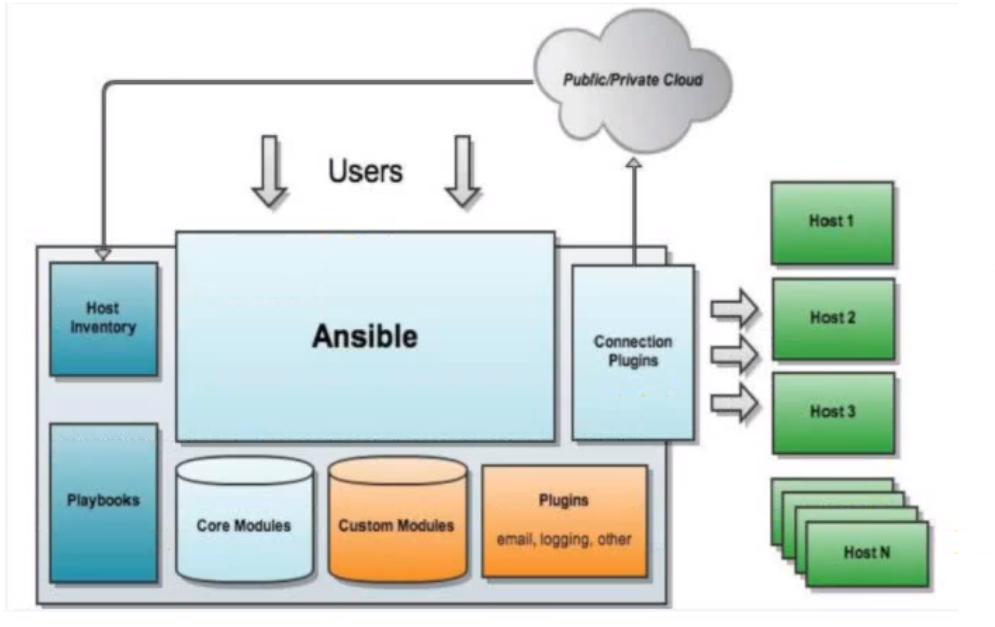 Public/Private Cloud
Users
Host 1
Host
Inventory
Ansible
Connection
Plugins
Host 2
Host 3
Playbooks
Core Modules
Custom Modules
Plugins
email, logging, other
Host N